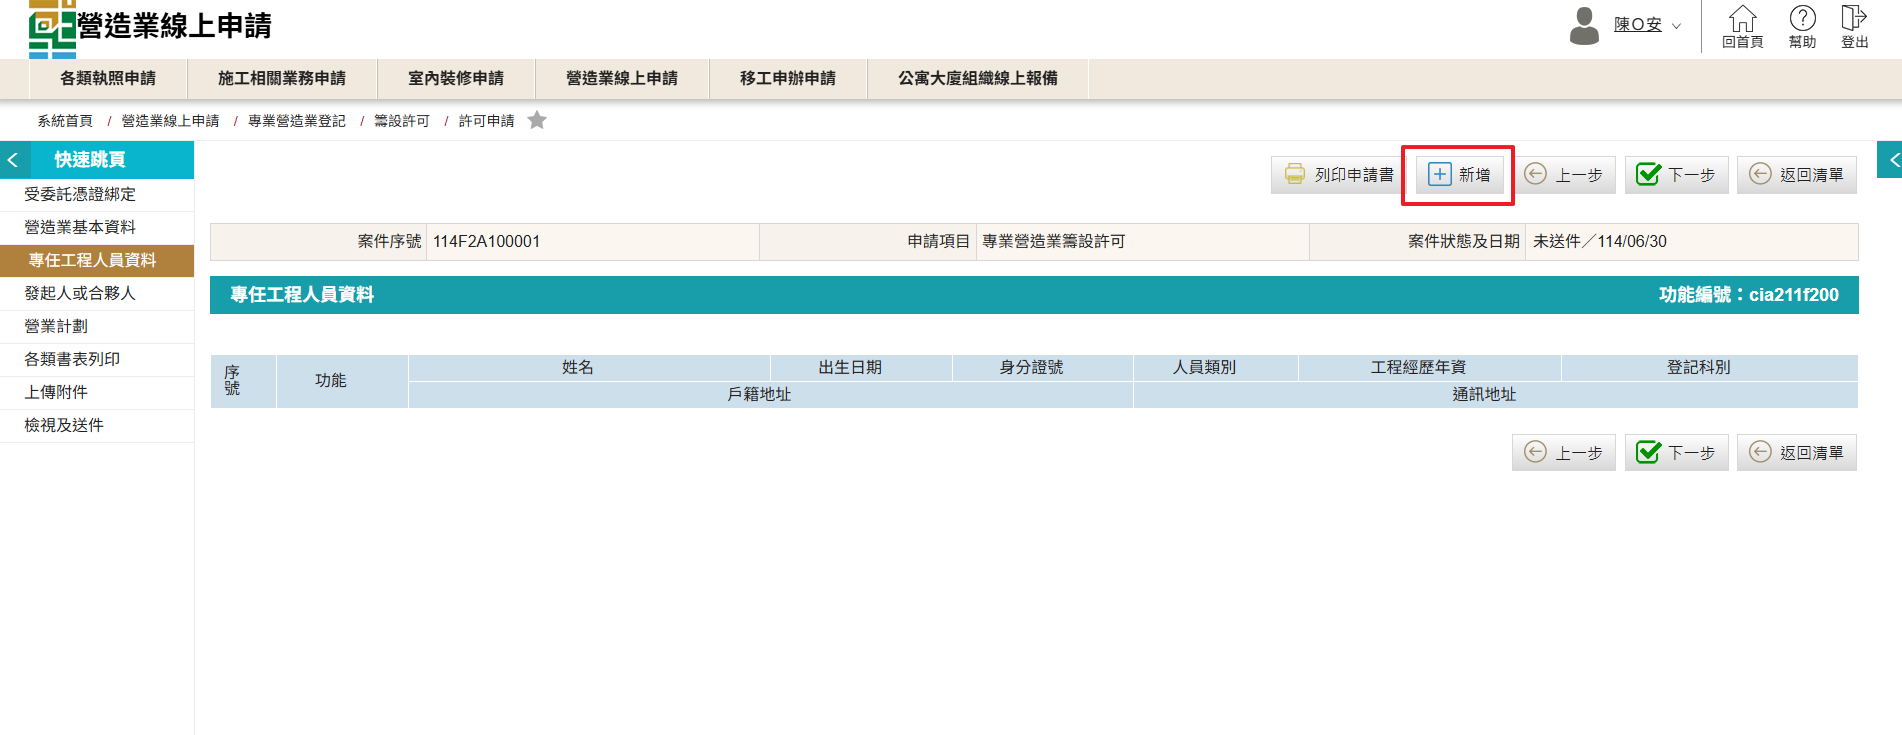 營造業線上申請
陳O安
回首頁 幫助 登出
各類執照申請 施工相關業務申請 室內裝修申請 營造業線上申請 移工申辦申請 公寓大廈組織線上報備
系統首頁 / 營造業線上申請 / 專業營造業登記 / 籌設許可 / 許可申請
快速跳頁
受委託憑證綁定
營造業基本資料
專任工程人員資料
發起人或合夥人
營業計劃
各類書表列印
上傳附件
檢視及送件
列印申請書 新增 上一步 下一步 返回清單
案件序號 114F2A100001 申請項目 專業營造業籌設許可 案件狀態及日期 未送件／114/06/30
專任工程人員資料 功能編號：cia211f200
序號 功能 姓名 出生日期 身分證號 人員類別 工程經歷年資 登記科別
戶籍地址 通訊地址
上一步 下一步 返回清單